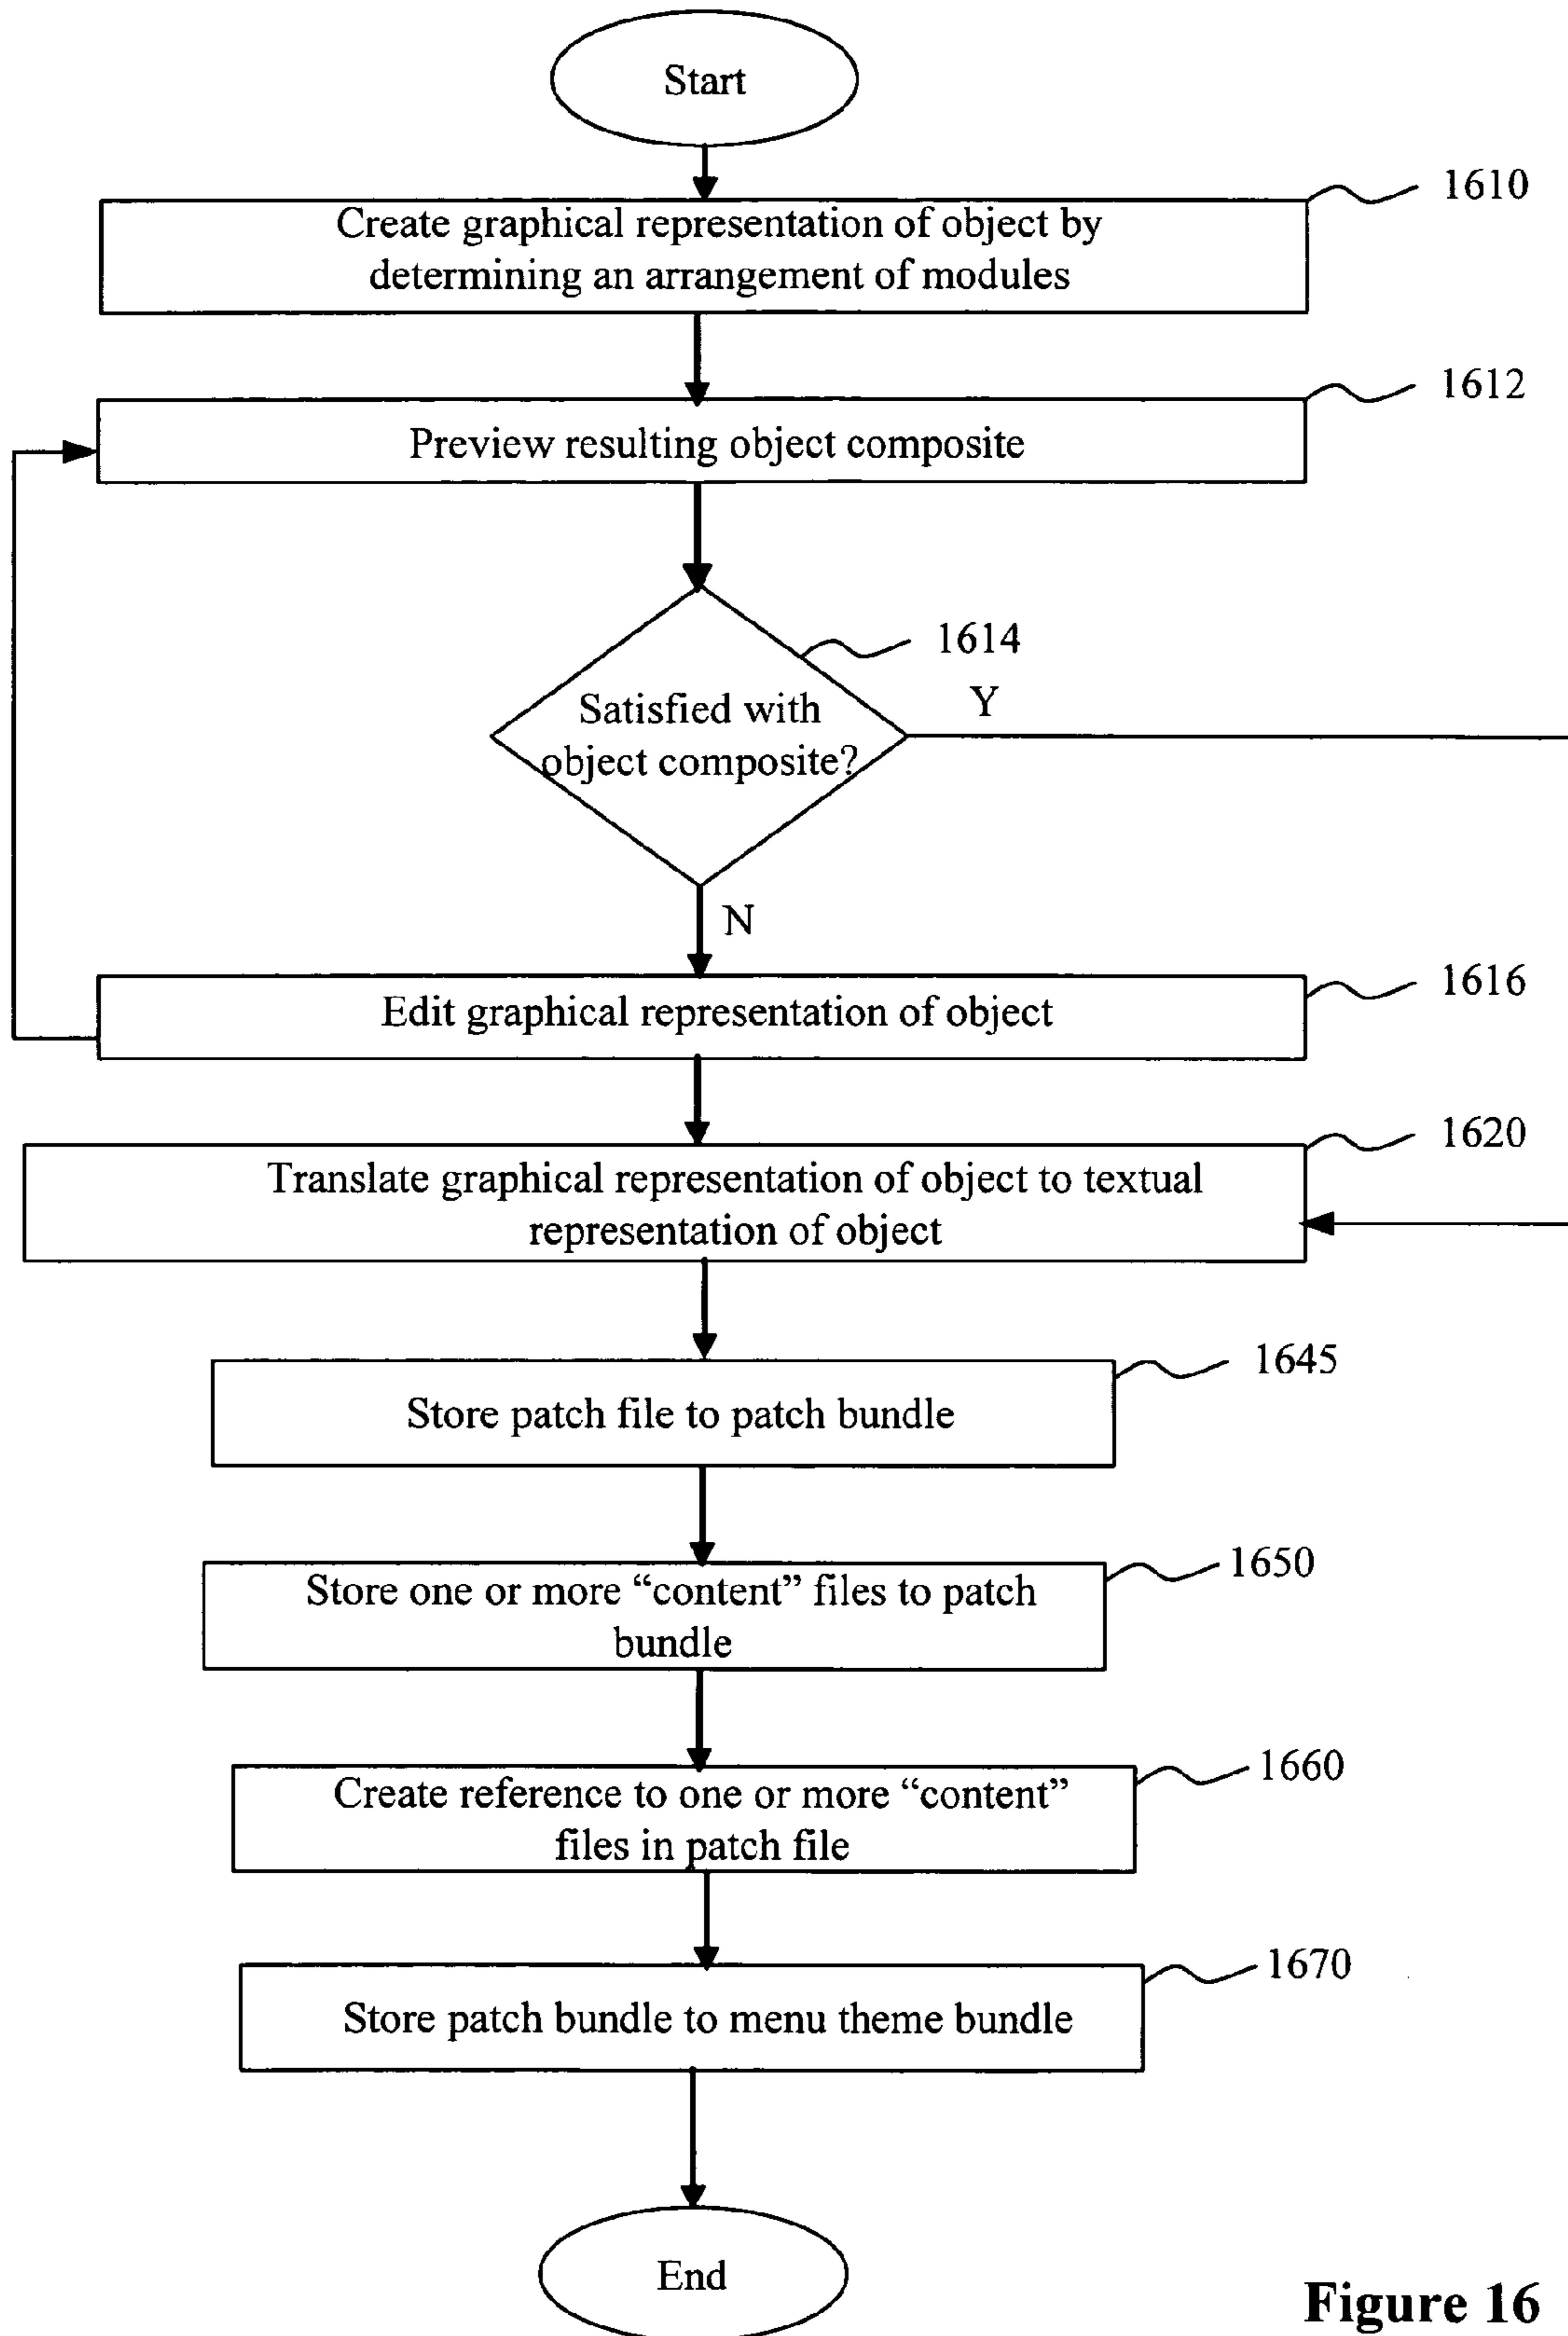 Start
1610
Create graphical representation of object by
determining an arrangement of modules
1612
Preview resulting object composite
1614
Y
Satisfied with
object composite?
N
1616
Edit graphical representation of object
1620
Translate graphical representation of object to textual
representation of object
1645
Store patch file to patch bundle
1650
Store one or more “content” files to patch
bundle
1660
Create reference to one or more “content”
files in patch file
1670
Store patch bundle to menu theme bundle
End
Figure 16